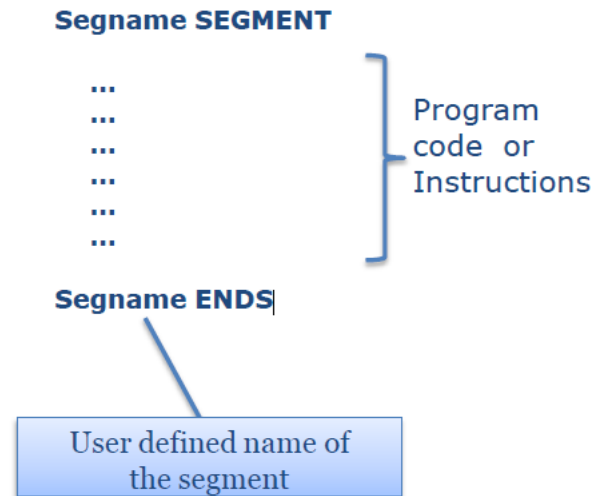 Segname SEGMENT
...
...
Program
...
code or
...
Instructions
...
...
Segname ENDS
User defined name of
the segment